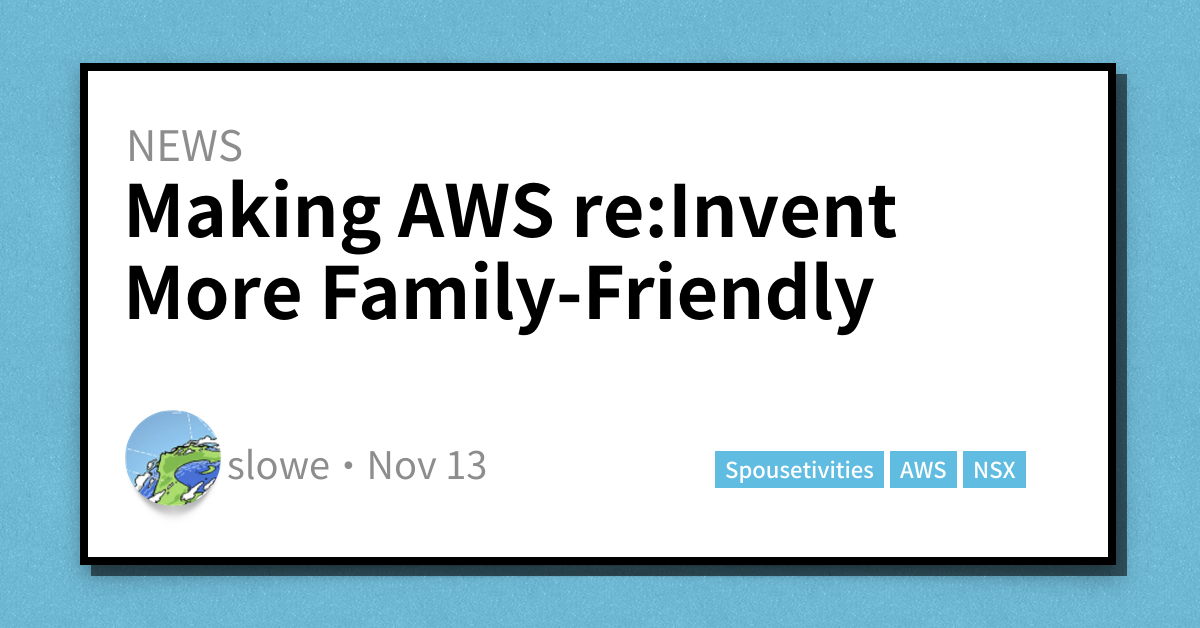 NEWS
Making AWS re:Invent
More Family-Friendly
slowe • Nov 13
Spousetivities AWS NSX